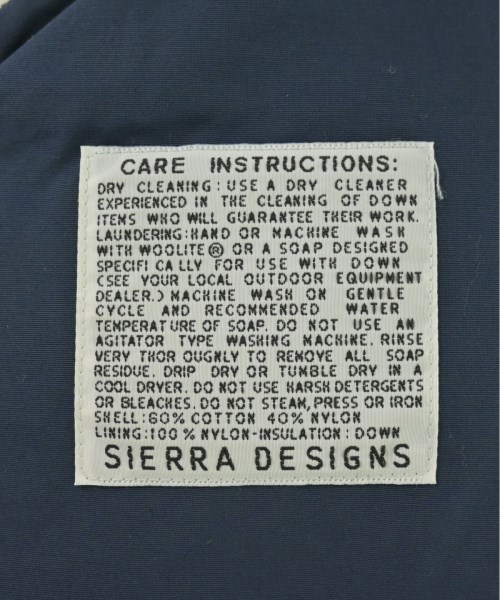 CARE INSTRUCTIONS:
DRY CLEANING: USE A DRY CLEANER
EXPERIENCED IN THE CLEANING OF DOWN
ITEMS WHO WILL GUARANTEE THEIR WORK.
LAUNDERING: HAND OR MACHINE WASH
WITH WOOLITE® OR A SOAP DESIGNED
SPECIFI CA LLY FOR USE WITH DOWN
(SEE YOUR LOCAL OUTDOOR EQUIPMENT
DEALER.) MACHINE WASH ON GENTLE
CYCLE AND RECOMMENDED WATER
TEMPERATURE OF SOAP. DO NOT USE AN
AGITATOR TYPE WASHING MACHINE. RINSE
VERY THOR OUGNLY TO REMOVE ALL SOAP
RESIDUE. DRIP DRY OR TUMBLE DRY IN A
COOL DRYER. DO NOT USE HARSH DETERGENTS
OR BLEACHES. DO NOT STEAM, PRESS OR IRON
SHELL: 60% COTTON 40% NYLON
LINING: 100% NYLON-INSULATION: DOWN
SIERRA DESIGNS